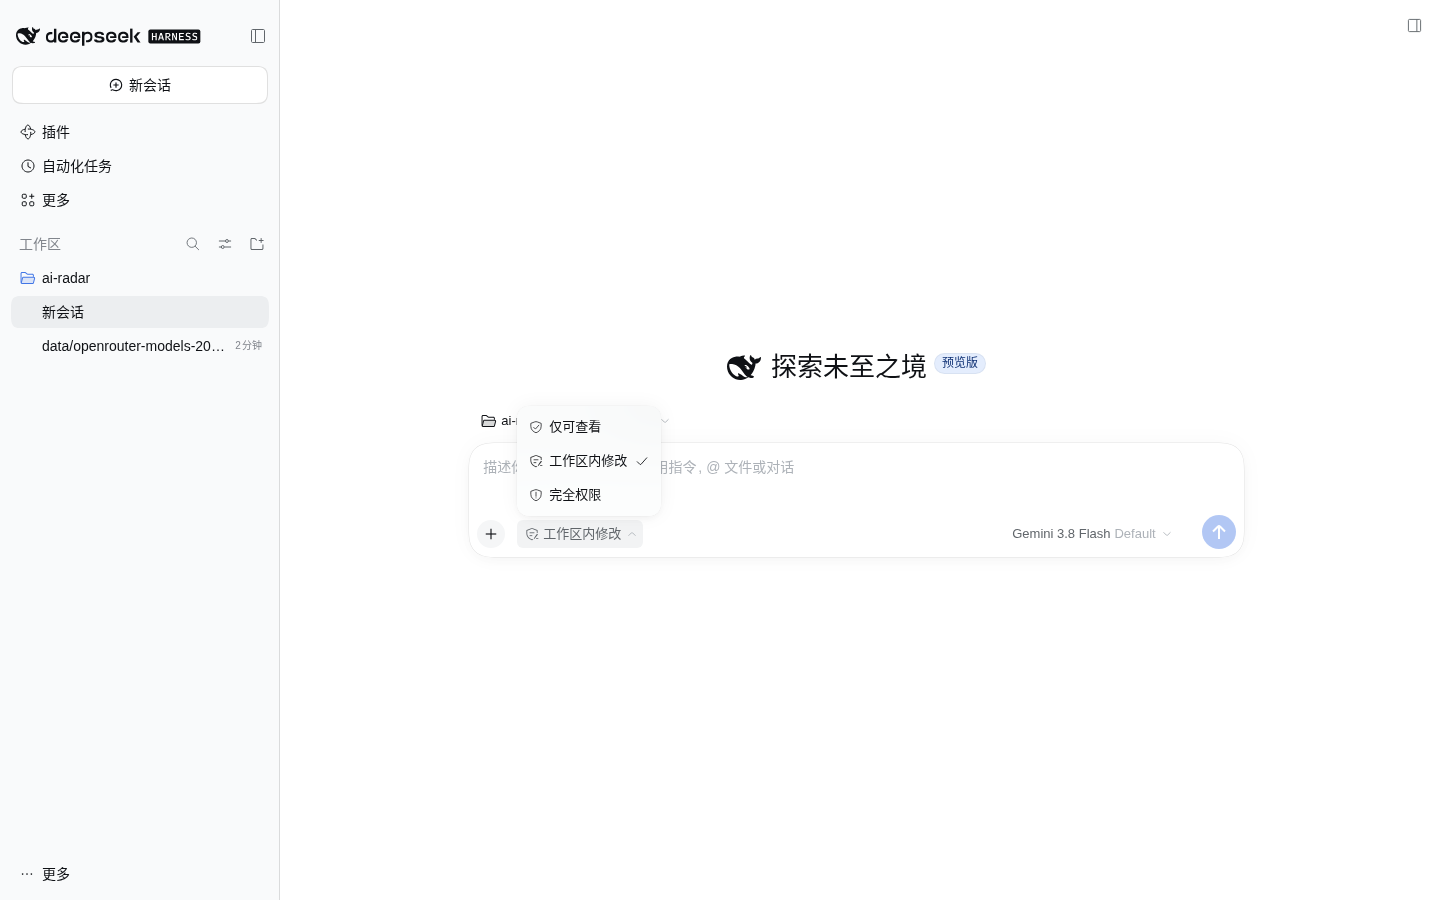 deepseek HARNESS
新会话
插件
自动化任务
更多
工作区
ai-radar
新会话
data/openrouter-models-20… 2分钟
更多
探索未至之境 预览版
ai-
仅可查看
工作区内修改
完全权限
描述 用指令, @ 文件或对话
工作区内修改
Gemini 3.8 Flash Default